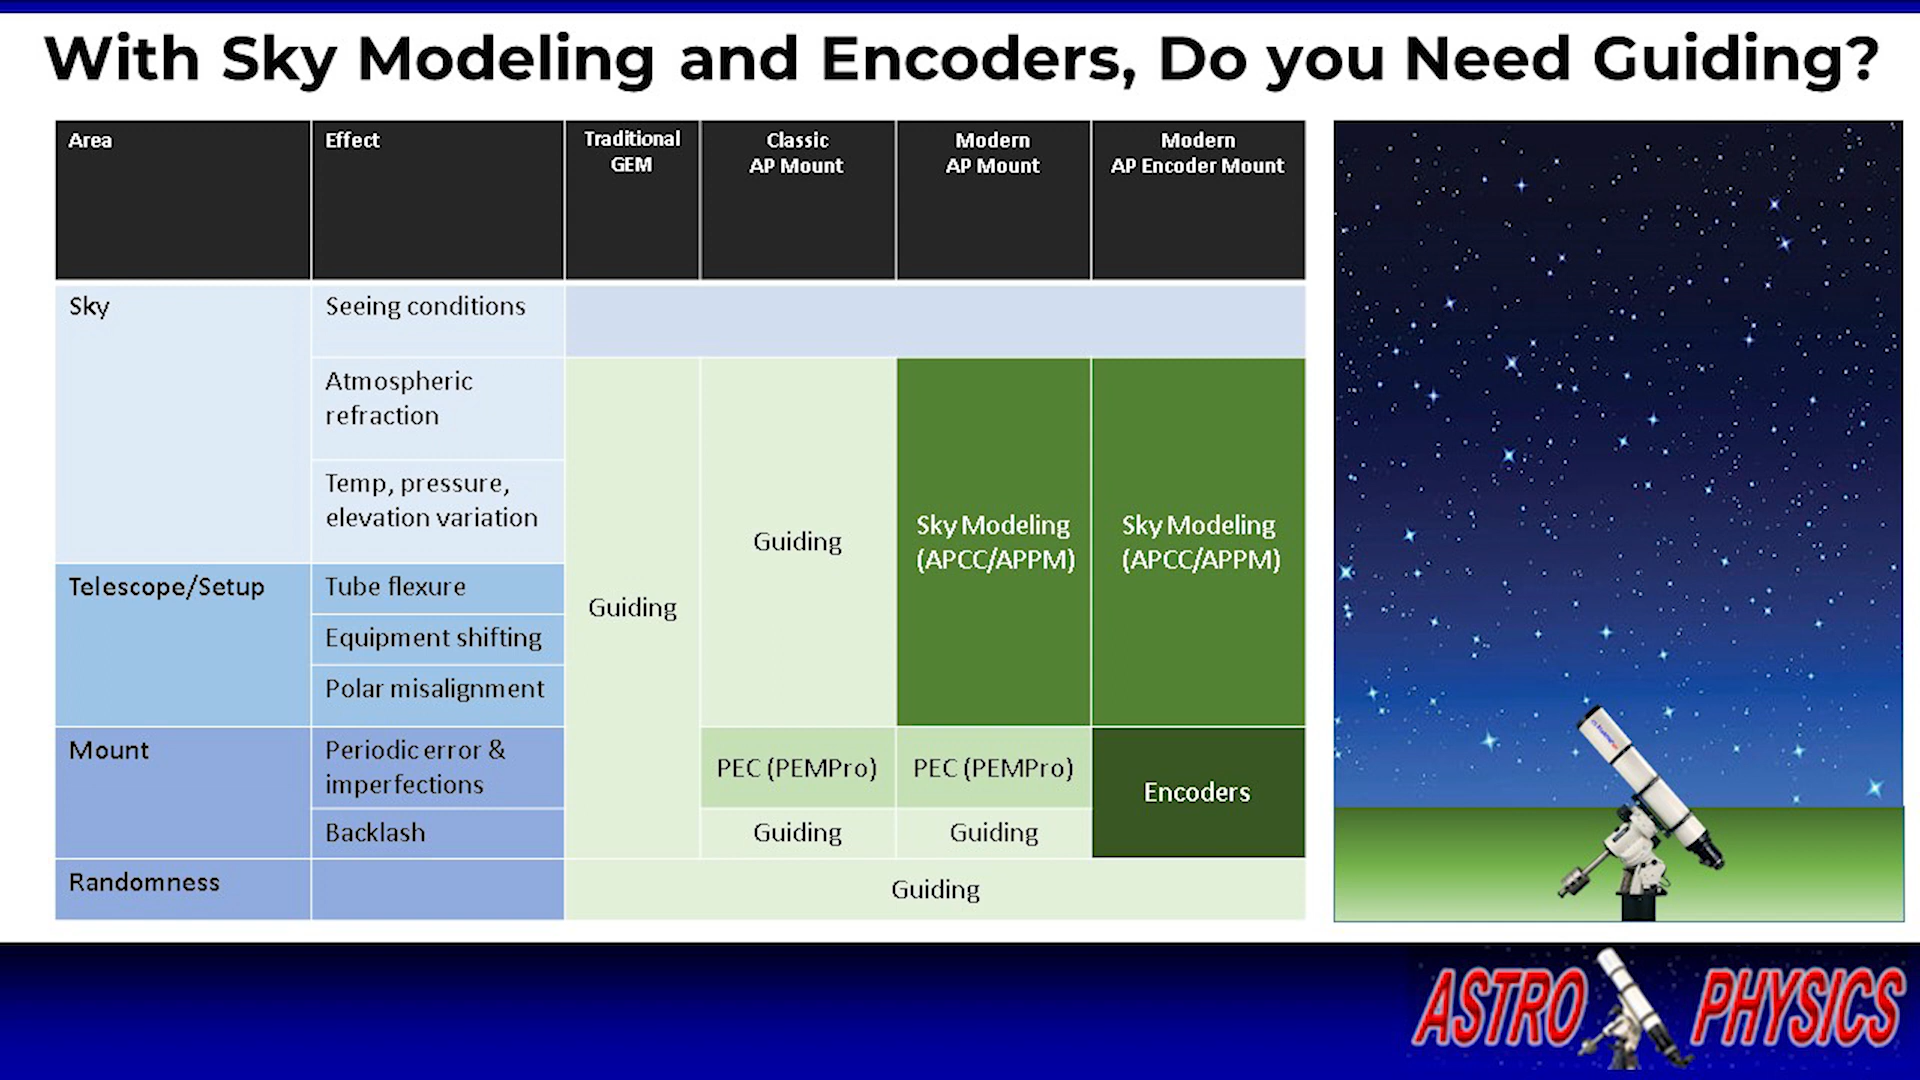 With Sky Modeling and Encoders, Do you Need Guiding?
Area
Effect
Traditional
GEM
Classic
AP Mount
Modern
AP Mount
Modern
AP Encoder Mount
Sky
Seeing conditions
Atmospheric
refraction
Temp, pressure,
elevation variation
Guiding
Guiding
Sky Modeling
(APCC/APPM)
Sky Modeling
(APCC/APPM)
Telescope/Setup
Tube flexure
Equipment shifting
Polar misalignment
Mount
Periodic error &
imperfections
PEC (PEMPro)
PEC (PEMPro)
Encoders
Backlash
Guiding
Guiding
Randomness
Guiding
ASTRO PHYSICS